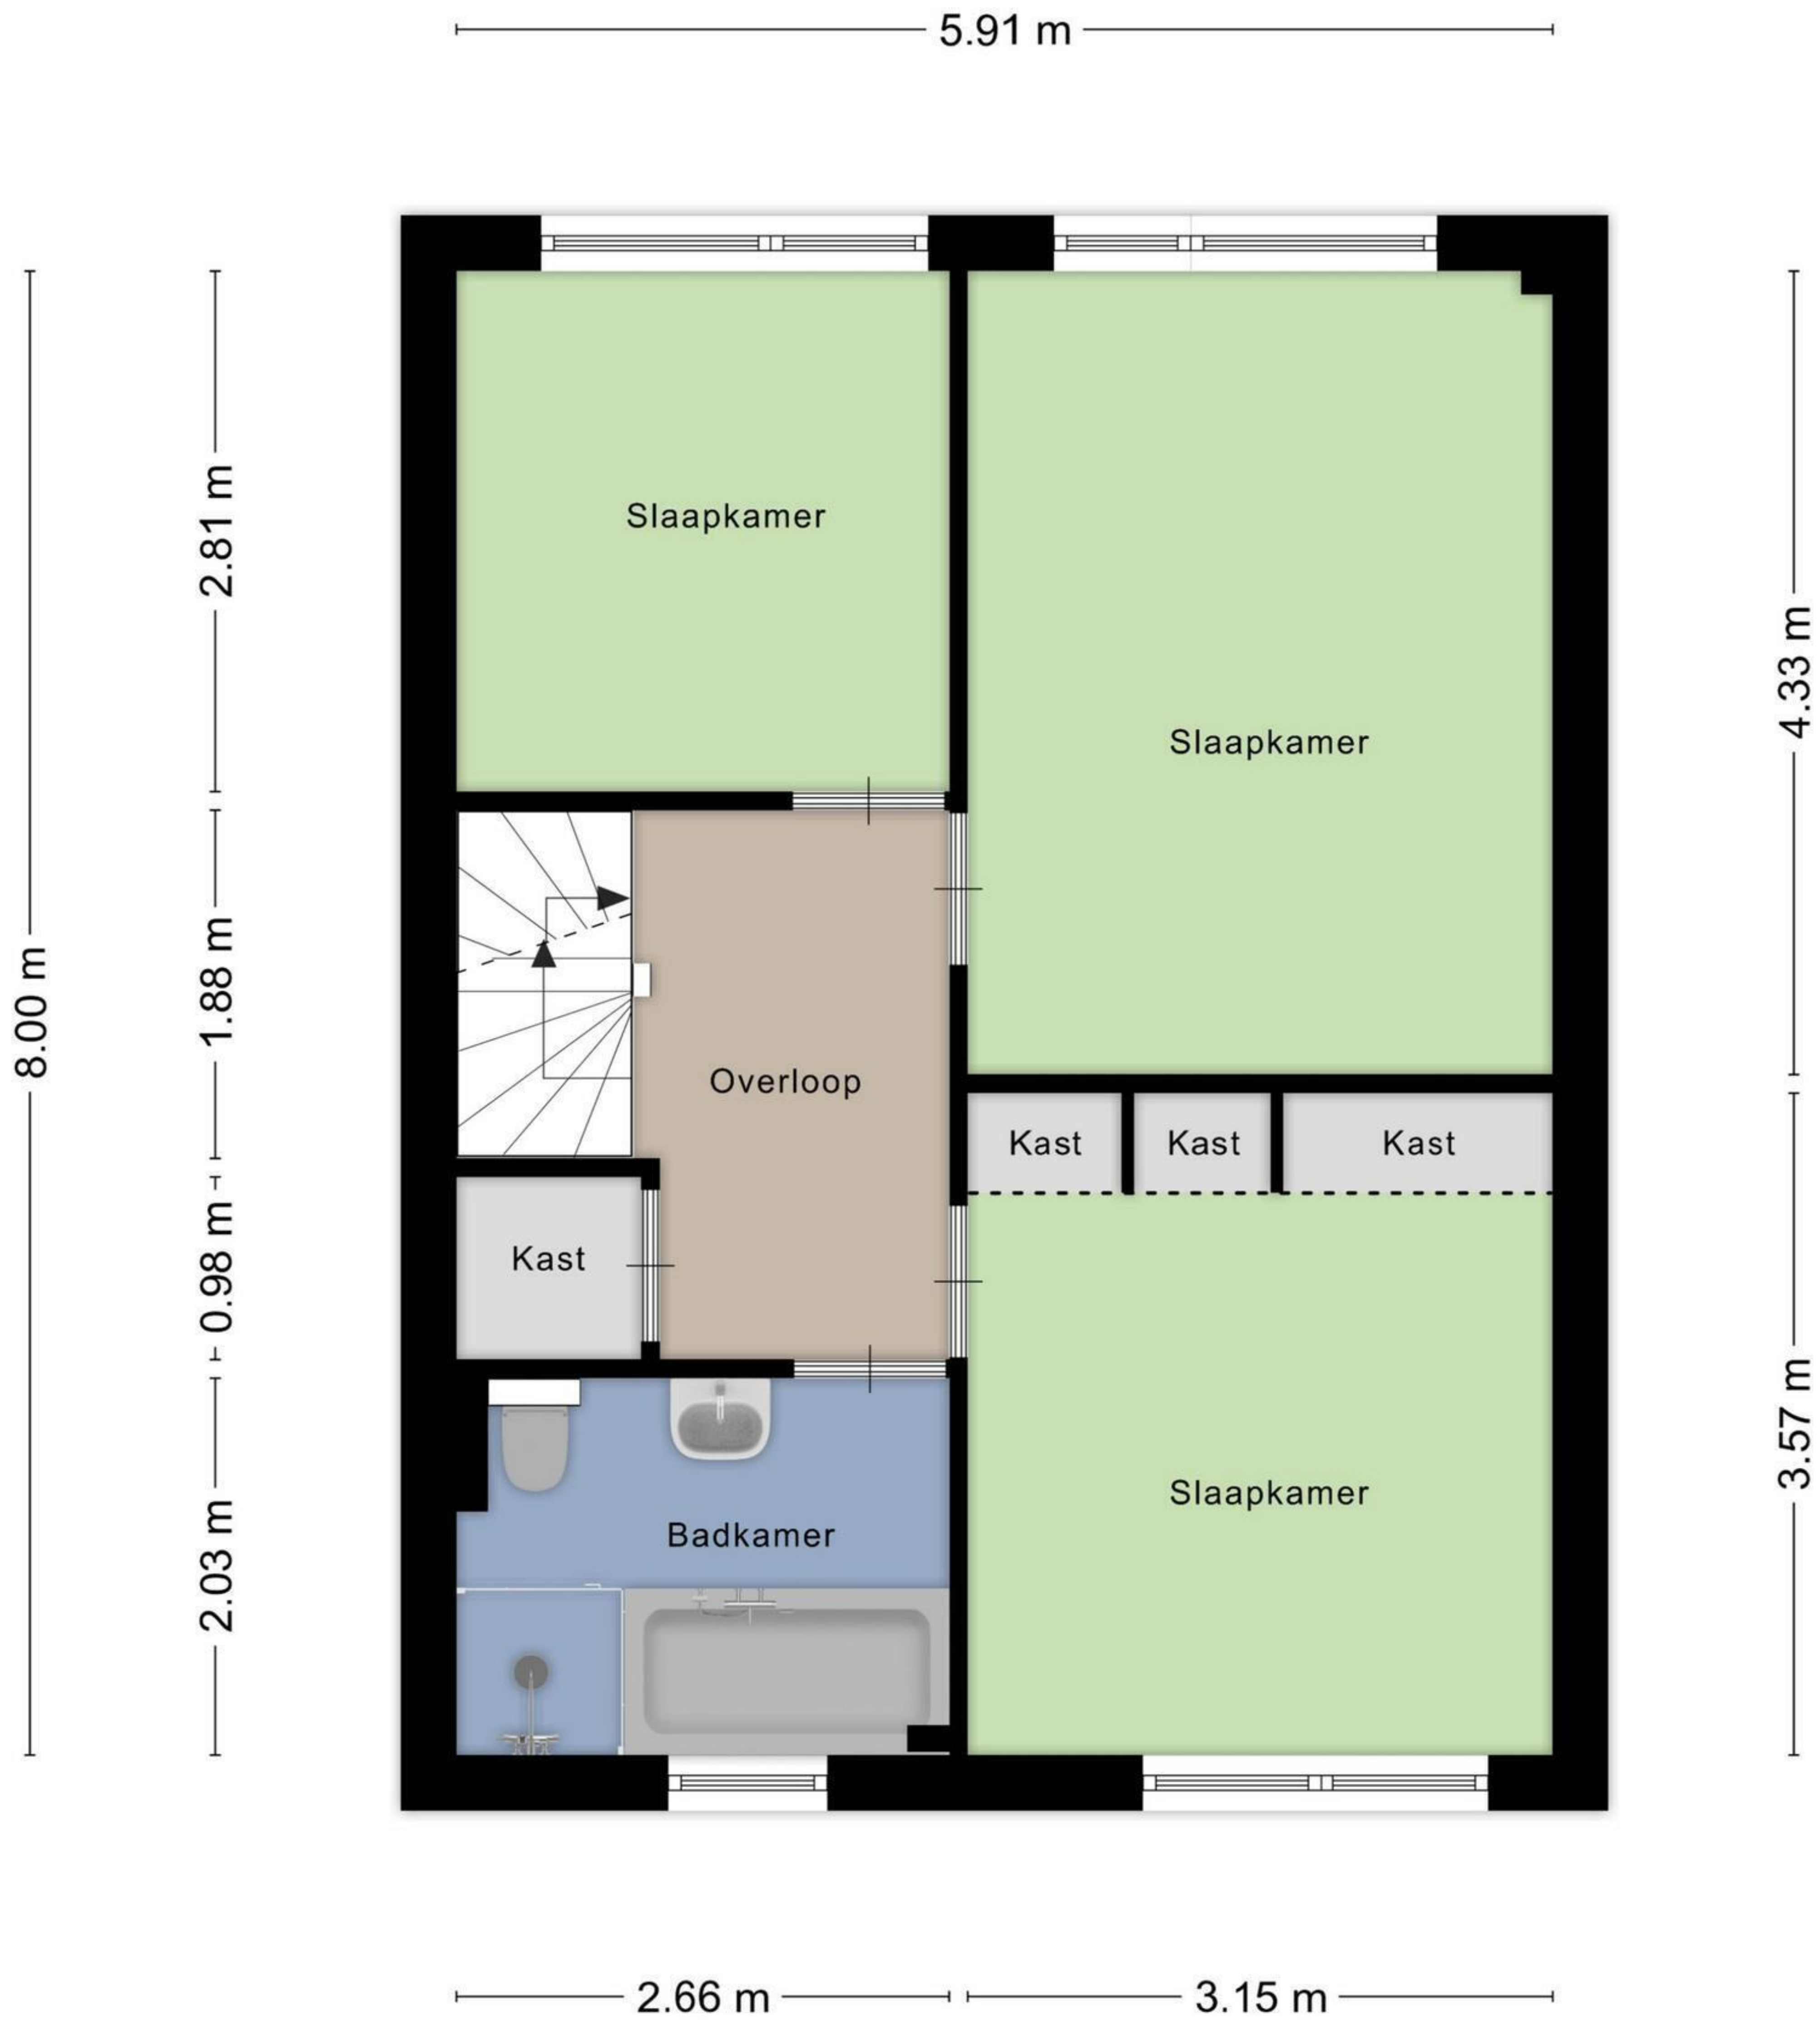 5.91 m
Slaapkamer
2.81 m
4.33 m
Slaapkamer
1.88 m
8.00 m
Overloop
Kast
Kast
Kast
Kast
0.98 m
3.57 m
Slaapkamer
Badkamer
2.03 m
2.66 m
3.15 m